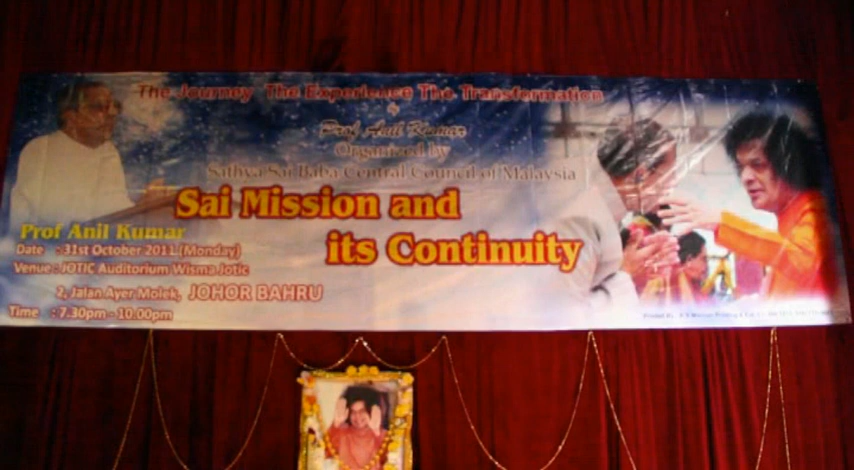 The Journey The Experience The Transformation
by
Prof Anil Kumar
Organised by
Sathya Sai Baba Central Council of Malaysia
Sai Mission and
its Continuity
Prof Anil Kumar
Date : 31st October 2011 (Monday)
Venue : JOTIC Auditorium Wisma Jotic
2, Jalan Ayer Molek, JOHOR BAHRU
Time : 7.30pm - 10.00pm